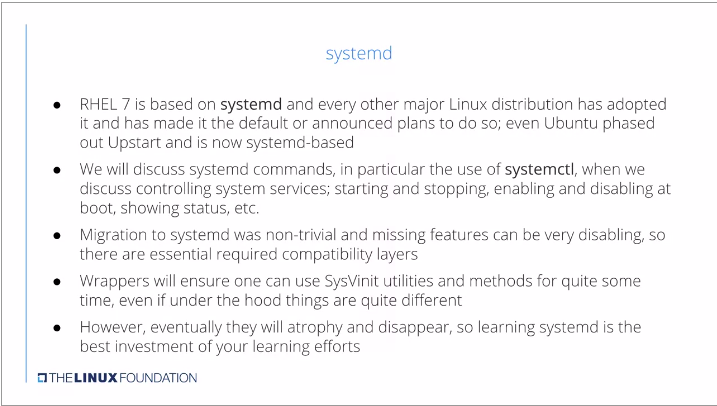 systemd
● RHEL 7 is based on systemd and every other major Linux distribution has adopted
it and has made it the default or announced plans to do so; even Ubuntu phased
out Upstart and is now systemd-based
● We will discuss systemd commands, in particular the use of systemctl, when we
discuss controlling system services; starting and stopping, enabling and disabling at
boot, showing status, etc.
● Migration to systemd was non-trivial and missing features can be very disabling, so
there are essential required compatibility layers
● Wrappers will ensure one can use SysVinit utilities and methods for quite some
time, even if under the hood things are quite different
● However, eventually they will atrophy and disappear, so learning systemd is the
best investment of your learning efforts
THE LINUX FOUNDATION